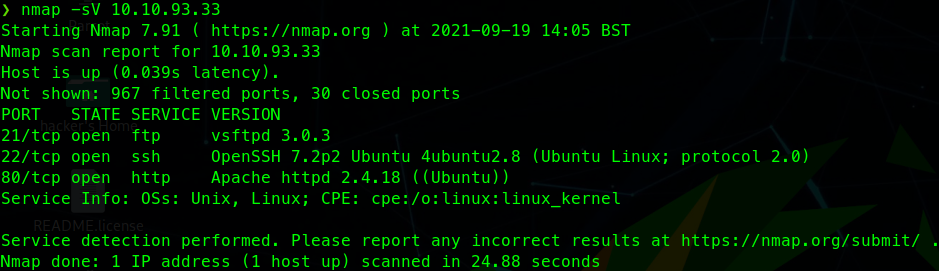 ❯ nmap -sV 10.10.93.33
Starting Nmap 7.91 ( https://nmap.org ) at 2021-09-19 14:05 BST
Nmap scan report for 10.10.93.33
Host is up (0.039s latency).
Not shown: 967 filtered ports, 30 closed ports
PORT   STATE SERVICE VERSION
21/tcp open  ftp     vsftpd 3.0.3
22/tcp open  ssh     OpenSSH 7.2p2 Ubuntu 4ubuntu2.8 (Ubuntu Linux; protocol 2.0)
80/tcp open  http    Apache httpd 2.4.18 ((Ubuntu))
Service Info: OSs: Unix, Linux; CPE: cpe:/o:linux:linux_kernel
README.license
Service detection performed. Please report any incorrect results at https://nmap.org/submit/ .
Nmap done: 1 IP address (1 host up) scanned in 24.88 seconds